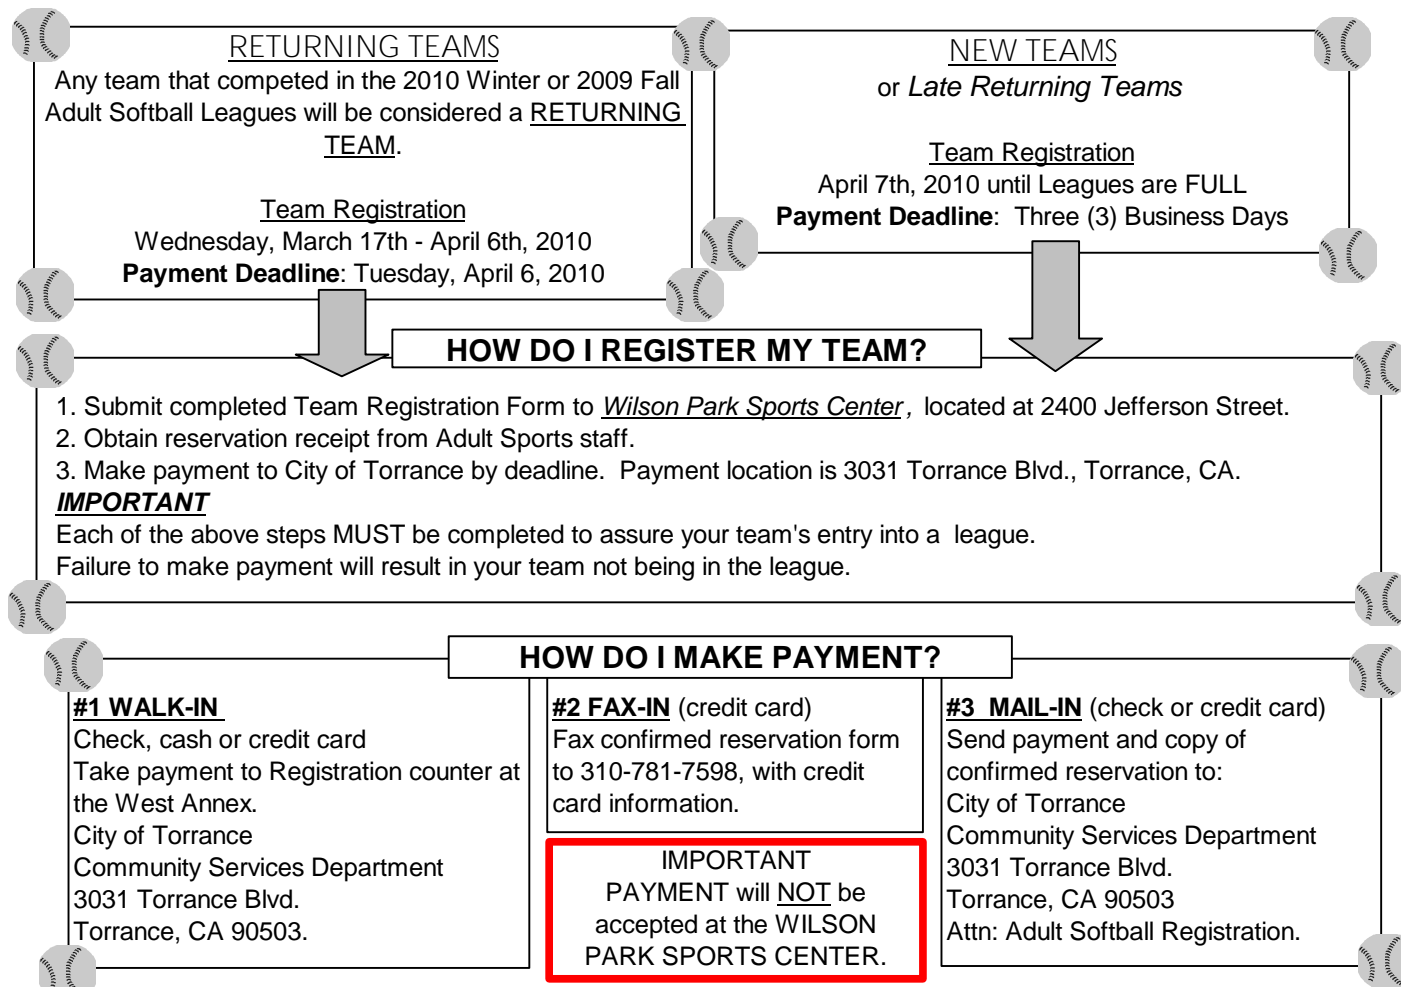 RETURNING TEAMS
Any team that competed in the 2010 Winter or 2009 Fall
Adult Softball Leagues will be considered a RETURNING
TEAM.
Team Registration
Wednesday, March 17th - April 6th, 2010
Payment Deadline: Tuesday, April 6, 2010
NEW TEAMS
or Late Returning Teams
Team Registration
April 7th, 2010 until Leagues are FULL
Payment Deadline: Three (3) Business Days
HOW DO I REGISTER MY TEAM?
1. Submit completed Team Registration Form to Wilson Park Sports Center, located at 2400 Jefferson Street.
2. Obtain reservation receipt from Adult Sports staff.
3. Make payment to City of Torrance by deadline. Payment location is 3031 Torrance Blvd., Torrance, CA.
IMPORTANT
Each of the above steps MUST be completed to assure your team's entry into a league.
Failure to make payment will result in your team not being in the league.
HOW DO I MAKE PAYMENT?
#1 WALK-IN
Check, cash or credit card
Take payment to Registration counter at
the West Annex.
City of Torrance
Community Services Department
3031 Torrance Blvd.
Torrance, CA 90503.
#2 FAX-IN (credit card)
Fax confirmed reservation form
to 310-781-7598, with credit
card information.
IMPORTANT
PAYMENT will NOT be
accepted at the WILSON
PARK SPORTS CENTER.
#3 MAIL-IN (check or credit card)
Send payment and copy of
confirmed reservation to:
City of Torrance
Community Services Department
3031 Torrance Blvd.
Torrance, CA 90503
Attn: Adult Softball Registration.